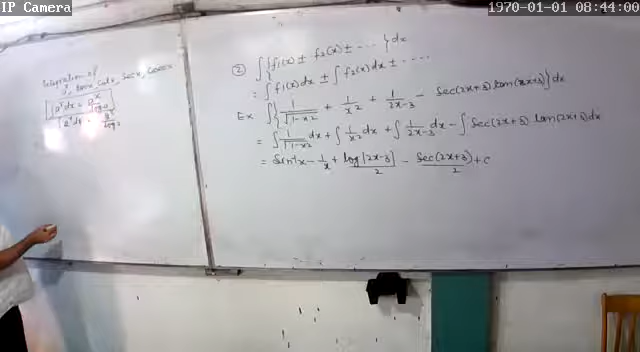 IP Camera
1970-01-01 08:44:00
Integration of
∫a^x dx = a^x / log a
② ∫{f₁(x) ± f₂(x) ± ---- }dx
= ∫f₁(x)dx ± ∫f₂(x)dx ± ----
Ex ∫{1/√(1-x²) + 1/x² + 1/(2x-3) - sec(2x+3) tan(2x+3)}dx
= ∫1/√(1-x²) dx + ∫1/x² dx + ∫1/(2x-3) dx - ∫sec(2x+3) tan(2x+3)dx
= sin⁻¹x - 1/x + log|2x-3|/2 - sec(2x+3)/2 + c